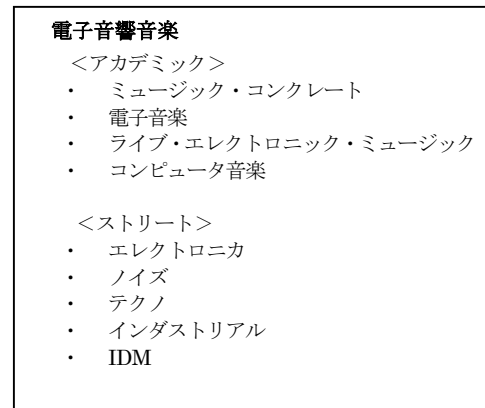 電子音響音楽
＜アカデミック＞
・ ミュージック・コンクレート
・ 電子音楽
・ ライブ・エレクトロニック・ミュージック
・ コンピュータ音楽
＜ストリート＞
・ エレクトロニカ
・ ノイズ
・ テクノ
・ インダストリアル
・ IDM